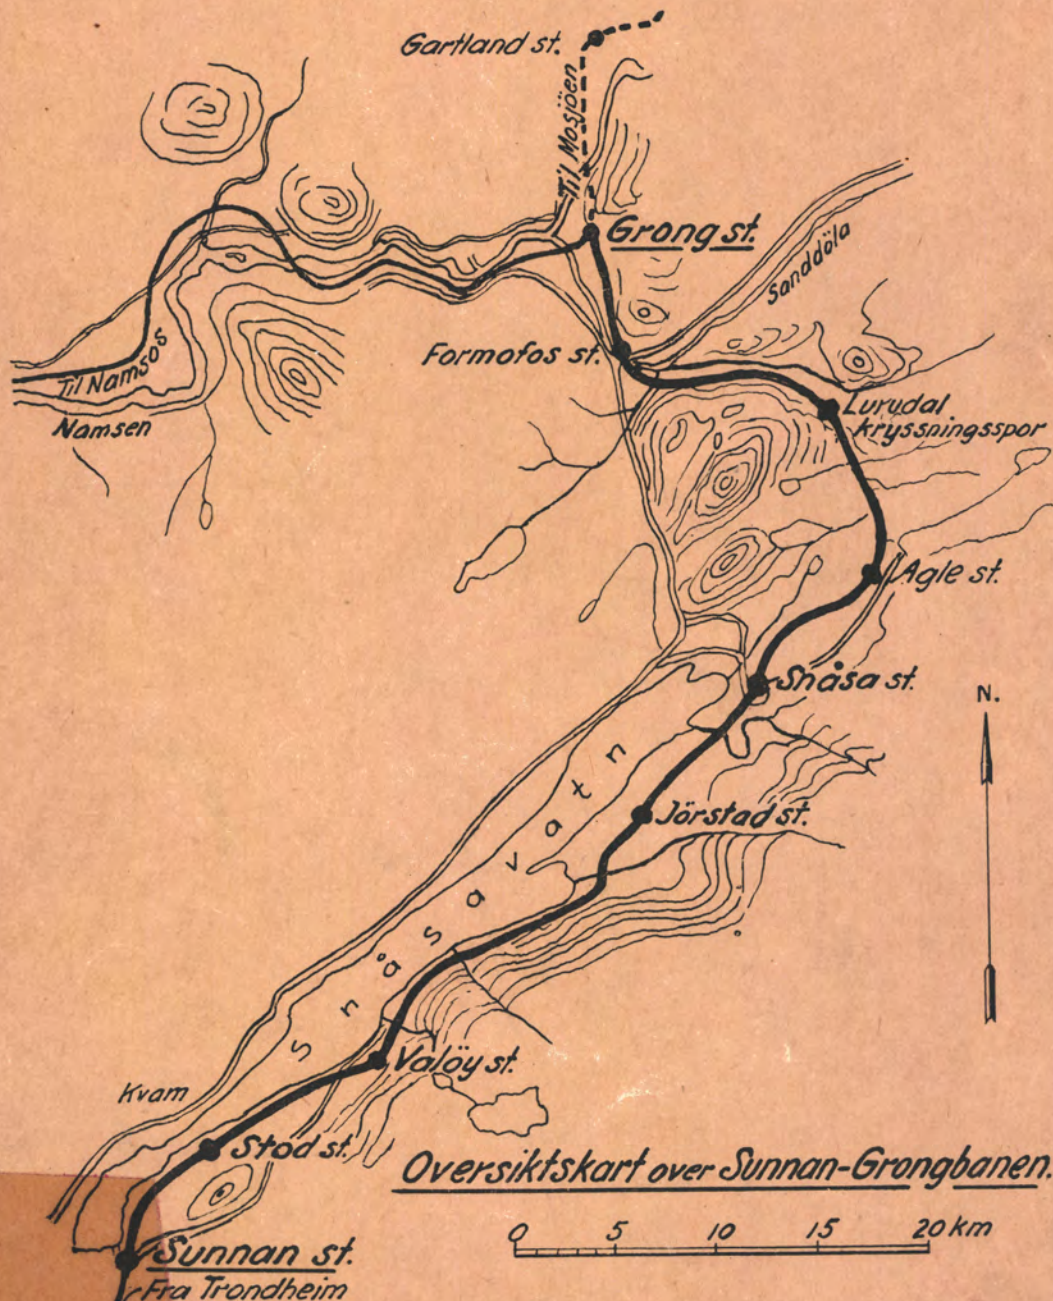 Gartland st.
Til Mosjöen
Grong st.
Sanddöla
Formofos st.
Til Namsos
Namsen
Lurudal
kryssningsspor
Agle st.
Snåsa st.
N.
Jörstad st.
Snåsavatn
Valöy st.
Kvam
Stod st.
Oversiktskart over Sunnan-Grongbanen.
0 5 10 15 20 km
Sunnan st.
Fra Trondheim